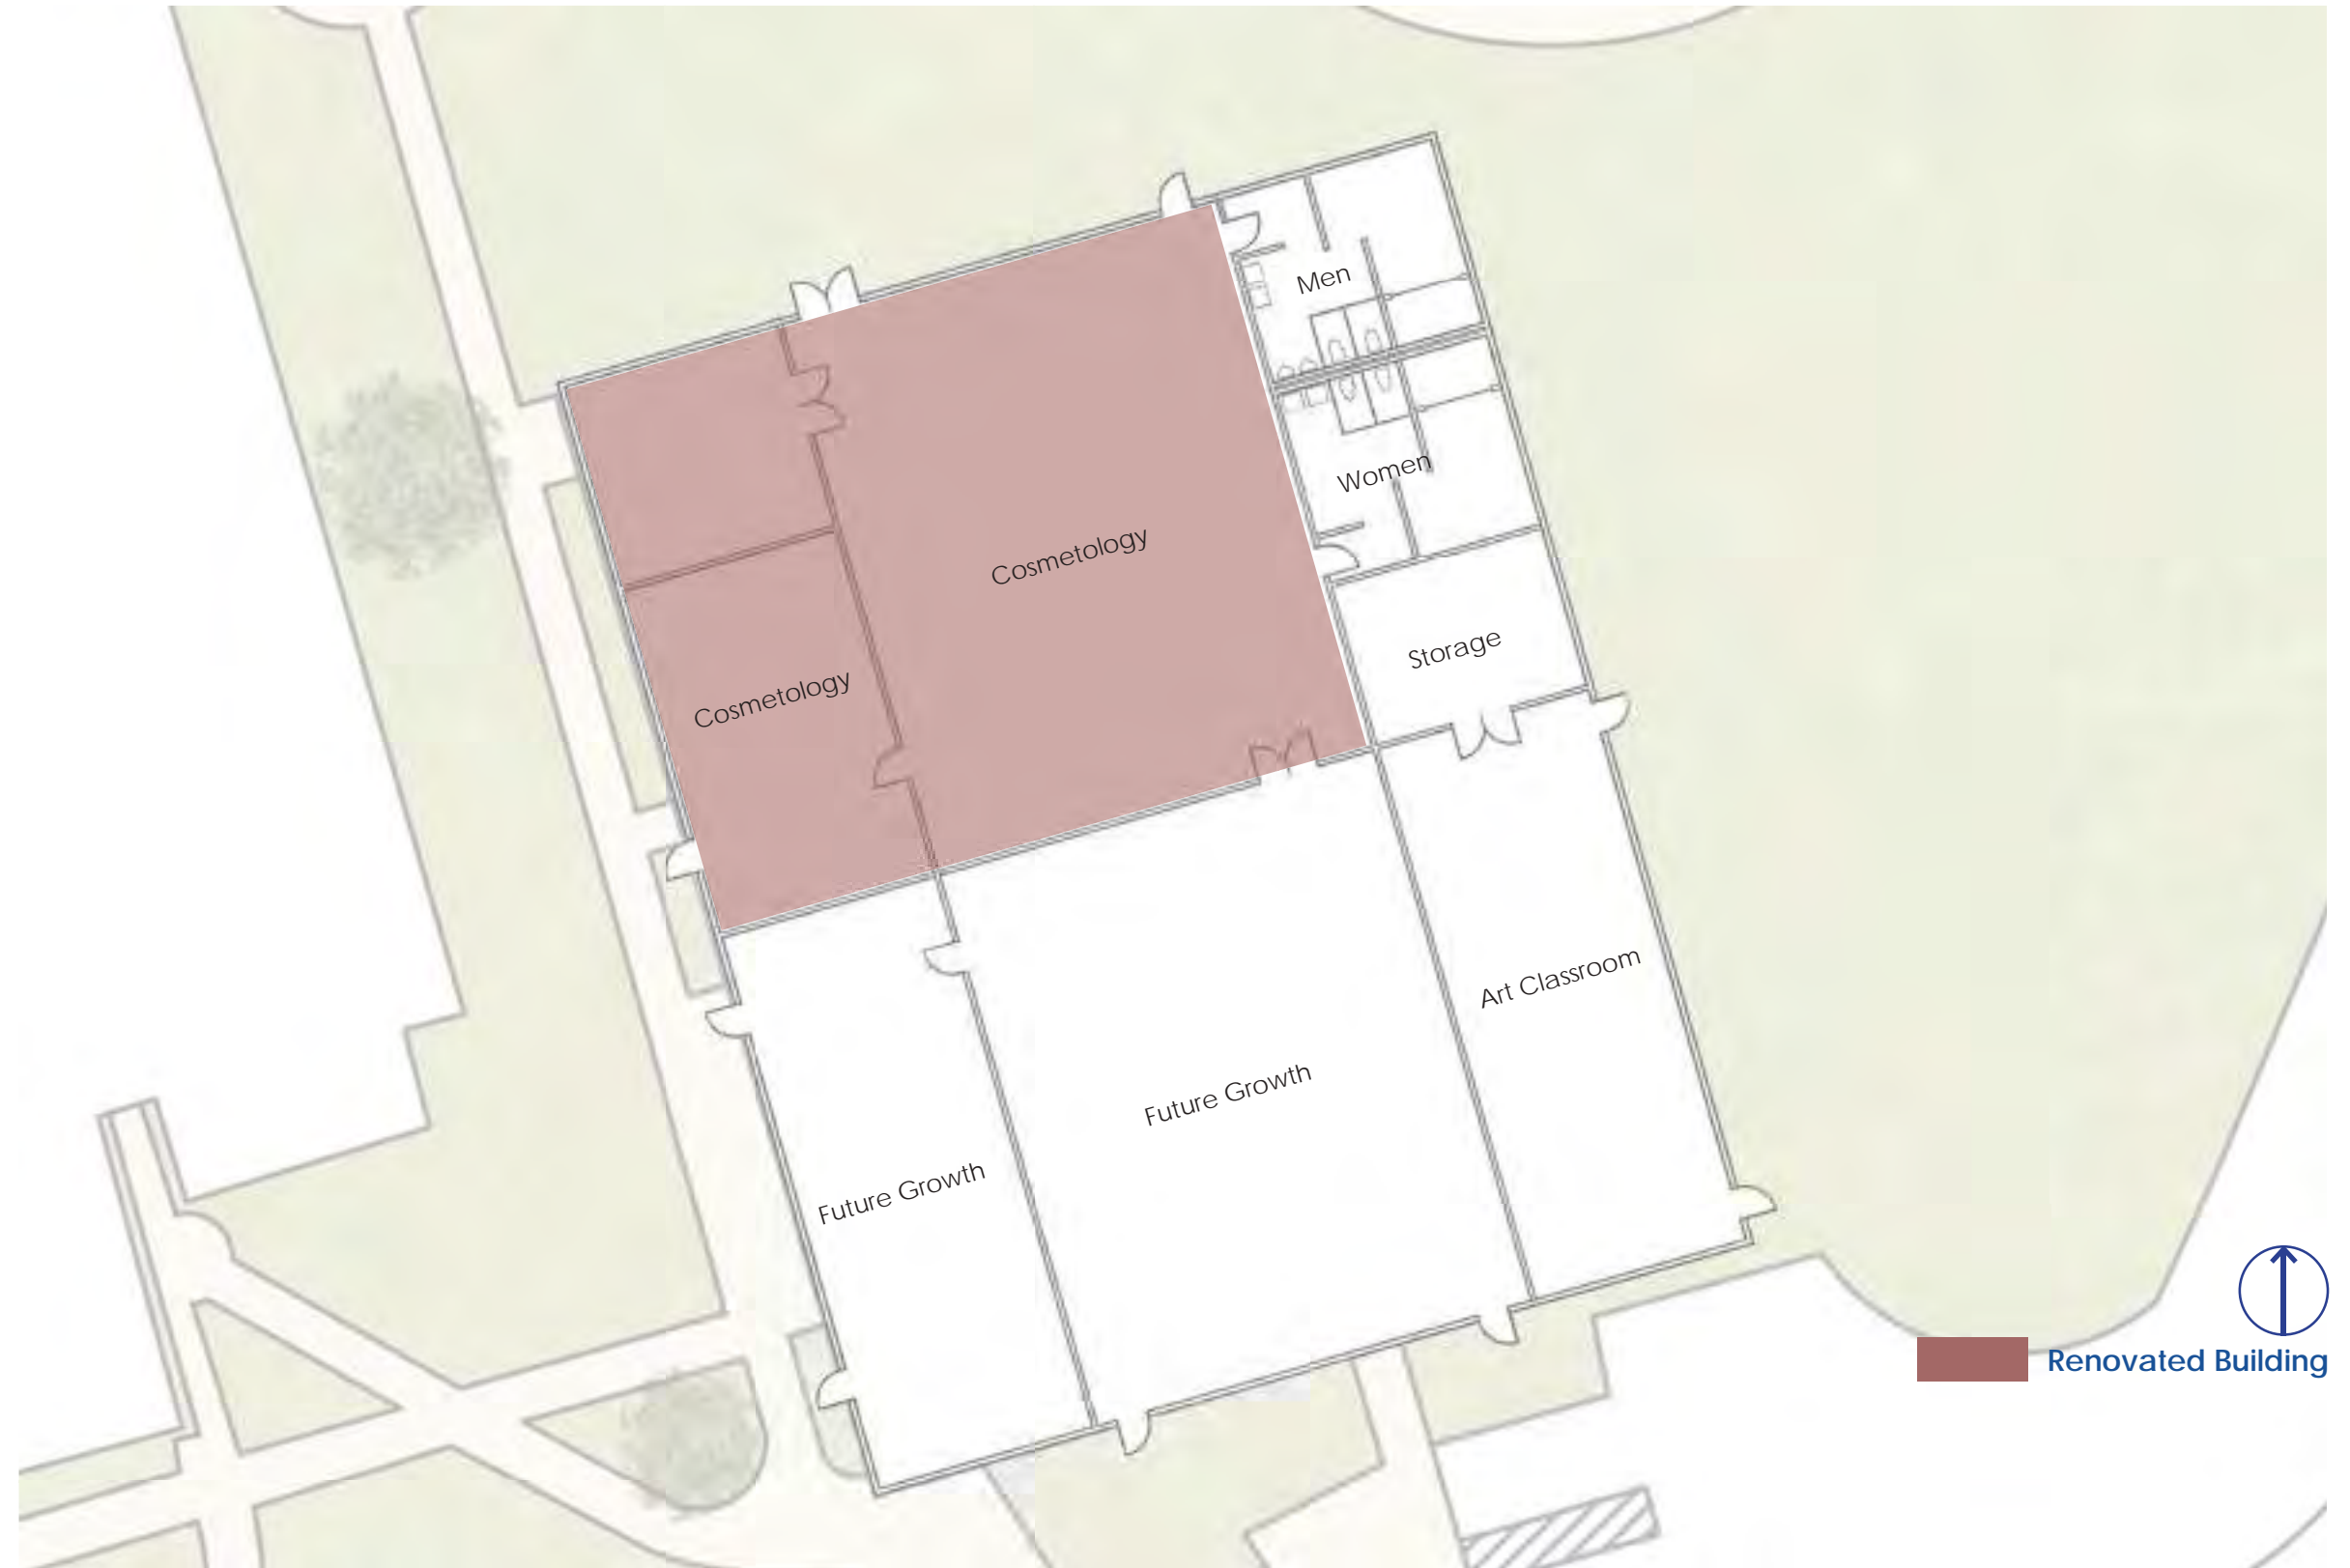 Men
Women
Cosmetology
Storage
Cosmetology
Art Classroom
Future Growth
Future Growth
Renovated Building